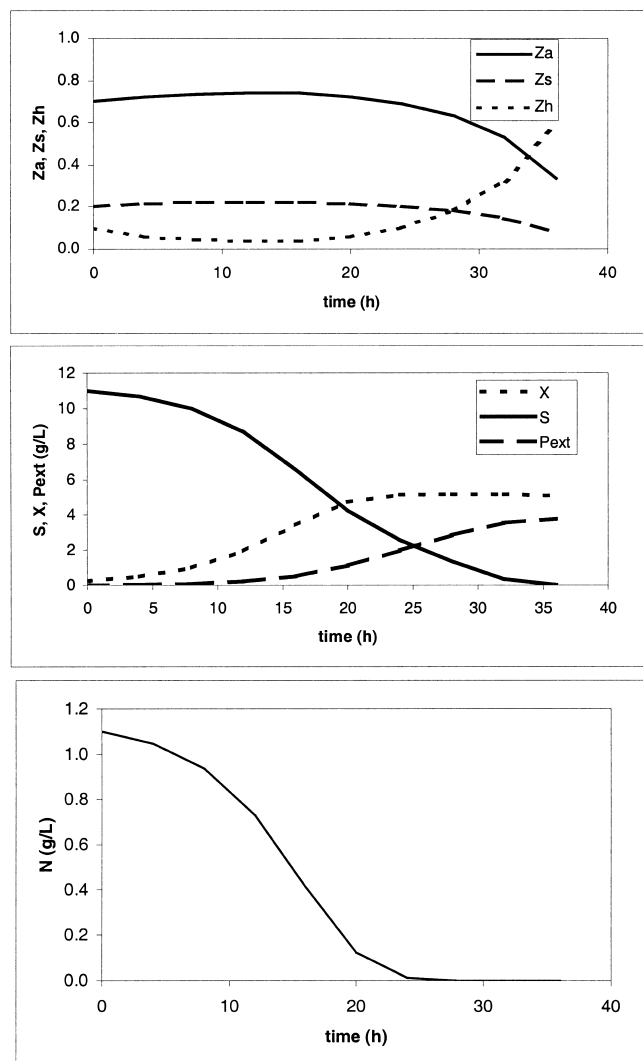 1.0
0.8
0.6
0.4
0.2
0.0
Za, Zs, Zh
Za
Zs
Zh
0 10 20 30 40
time (h)
12
10
8
6
4
2
0
S, X, Pext (g/L)
X
S
Pext
0 5 10 15 20 25 30 35 40
time (h)
1.2
1.0
0.8
0.6
0.4
0.2
0.0
N (g/L)
0 10 20 30 40
time (h)